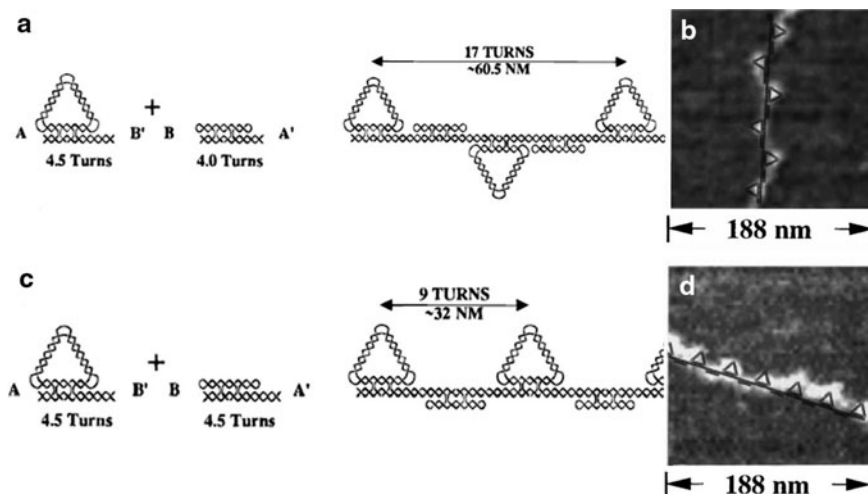 a
17 TURNS
~60.5 NM
b
A
+
B' B
A'
4.5 Turns
4.0 Turns
188 nm
c
9 TURNS
~32 NM
d
A
+
B' B
A'
4.5 Turns
4.5 Turns
188 nm